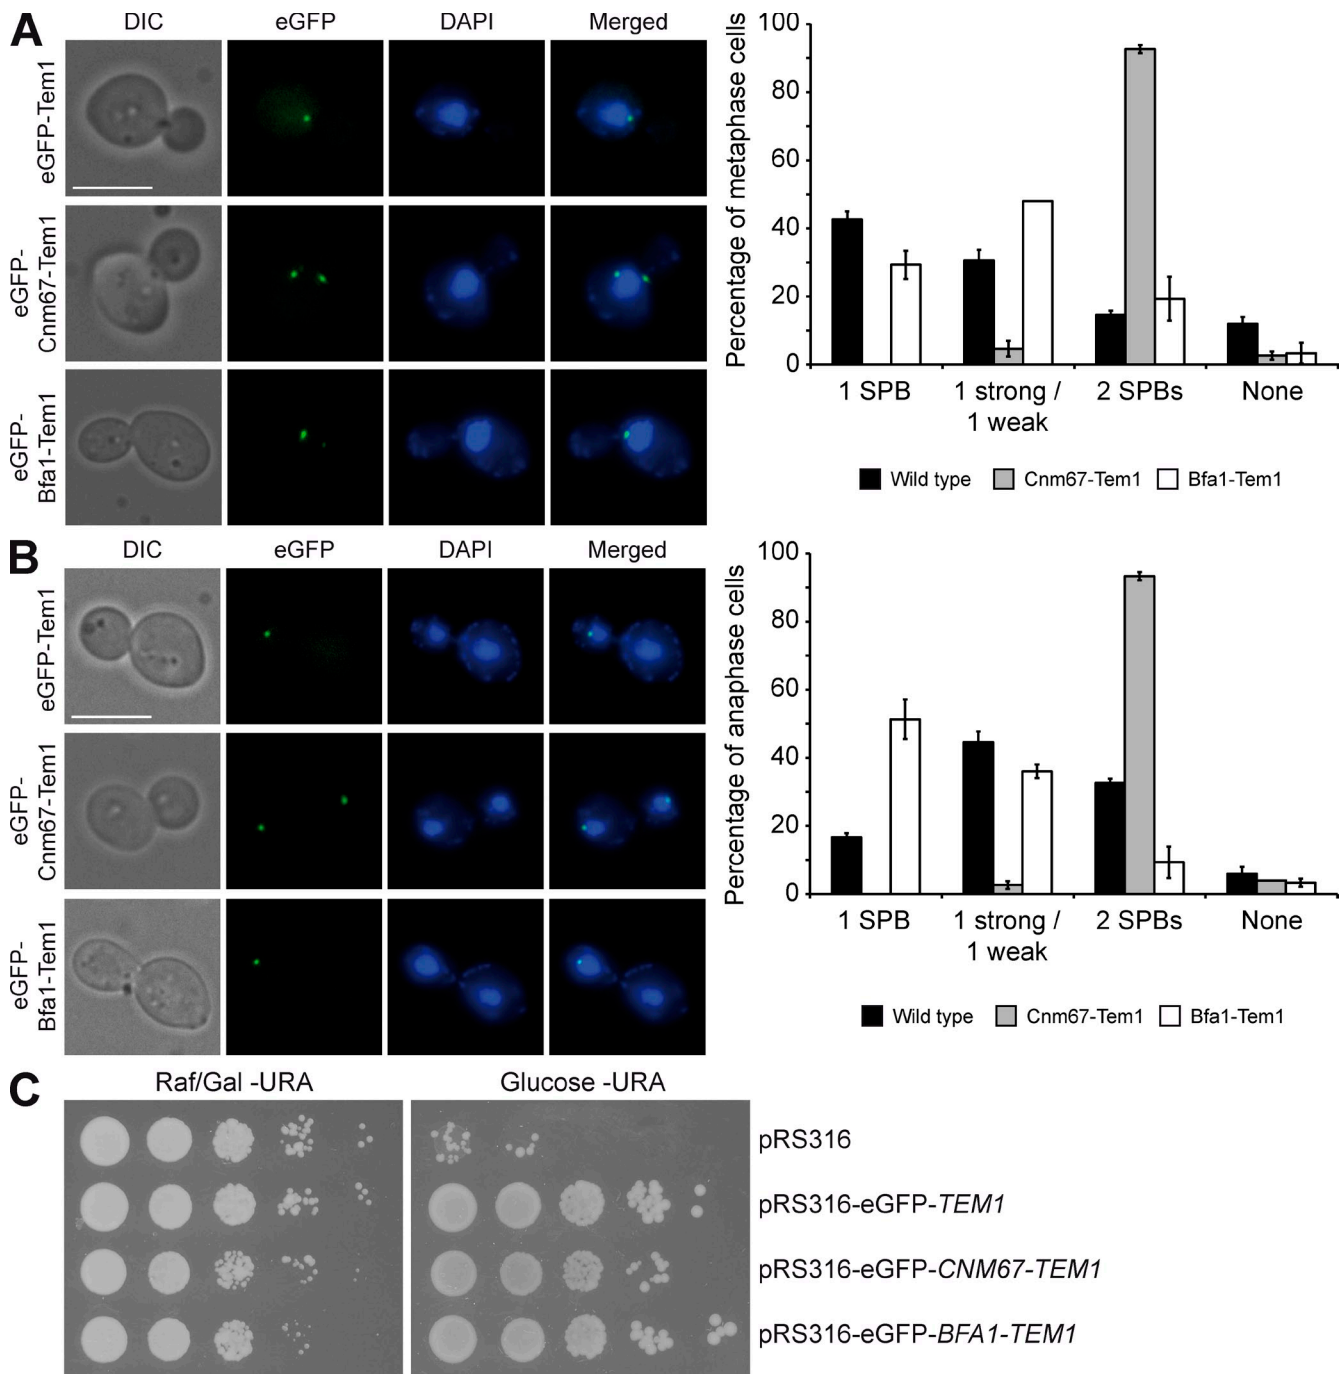 A
DIC
eGFP
DAPI
Merged
eGFP-Tem1
eGFP-
Cnm67-Tem1
eGFP-
Bfa1-Tem1
Percentage of metaphase cells
100
80
60
40
20
0
1 SPB
1 strong /
1 weak
2 SPBs
None
Wild type
Cnm67-Tem1
Bfa1-Tem1
B
DIC
eGFP
DAPI
Merged
eGFP-Tem1
eGFP-
Cnm67-Tem1
eGFP-
Bfa1-Tem1
Percentage of anaphase cells
100
80
60
40
20
0
1 SPB
1 strong /
1 weak
2 SPBs
None
Wild type
Cnm67-Tem1
Bfa1-Tem1
C
Raf/Gal -URA
Glucose -URA
pRS316
pRS316-eGFP-TEM1
pRS316-eGFP-CNM67-TEM1
pRS316-eGFP-BFA1-TEM1